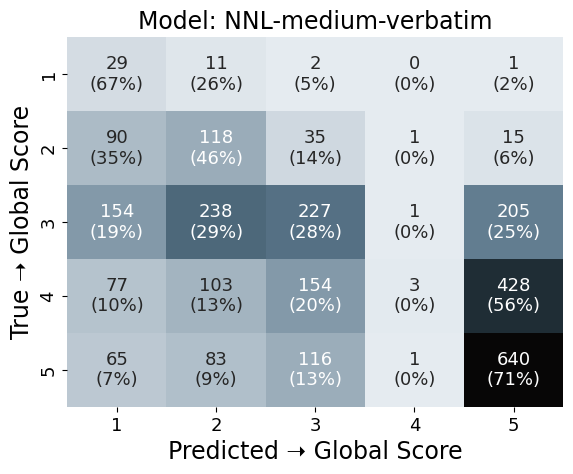 Model: NNL-medium-verbatim
True → Global Score
1
29 11 2 0 1
(67%) (26%) (5%) (0%) (2%)
2
90 118 35 1 15
(35%) (46%) (14%) (0%) (6%)
3
154 238 227 1 205
(19%) (29%) (28%) (0%) (25%)
4
77 103 154 3 428
(10%) (13%) (20%) (0%) (56%)
5
65 83 116 1 640
(7%) (9%) (13%) (0%) (71%)
1 2 3 4 5
Predicted → Global Score